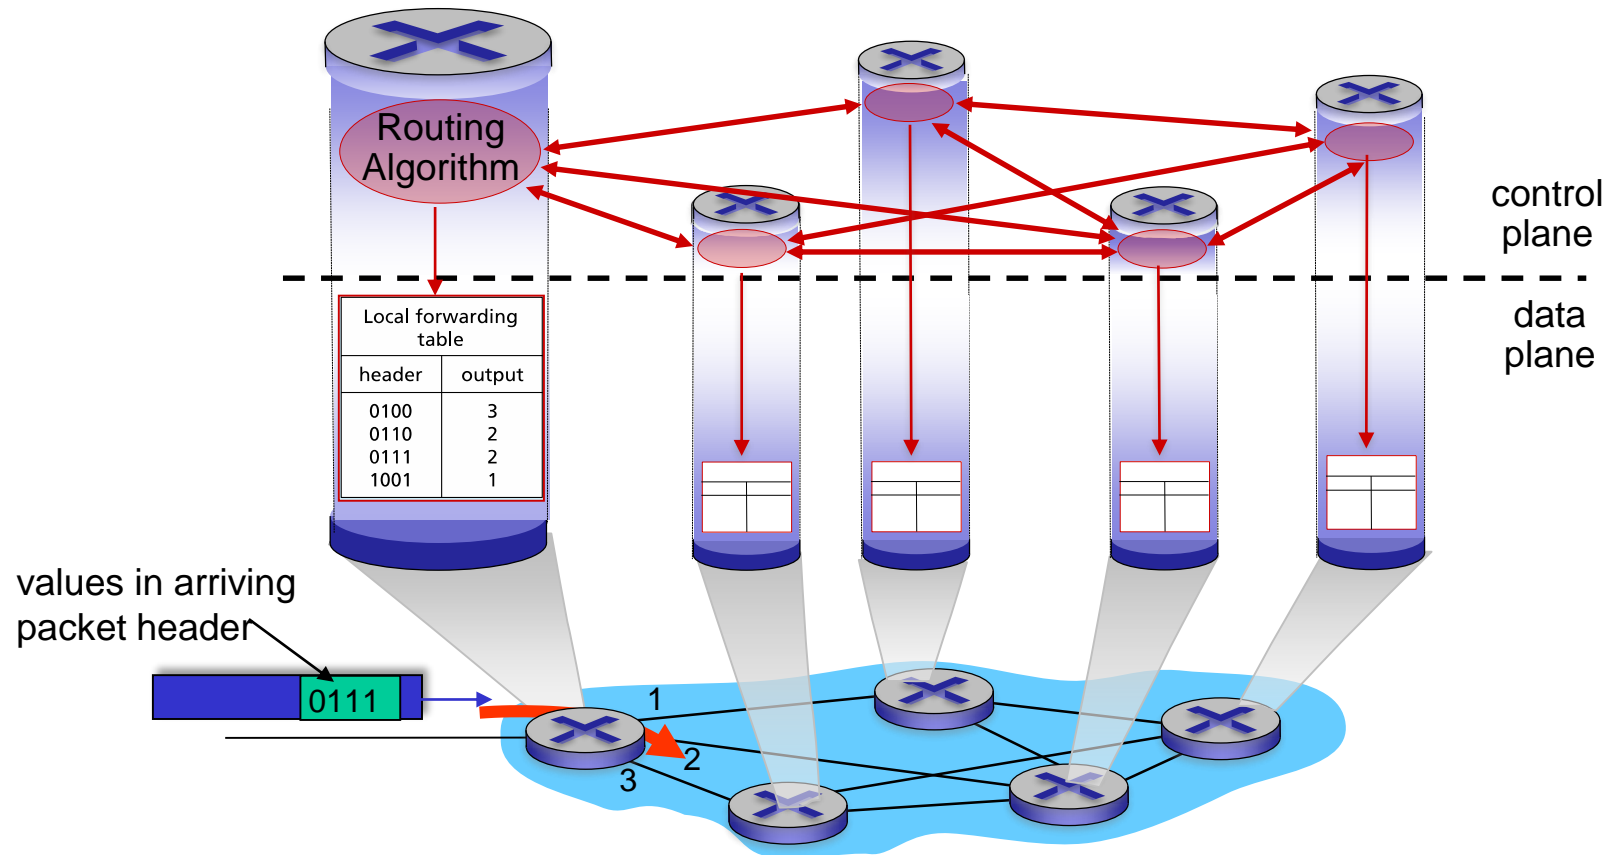 Routing
Algorithm
control
plane
data
plane
Local forwarding
table
header output
0100 3
0110 2
0111 2
1001 1
values in arriving
packet header
0111
1
2
3